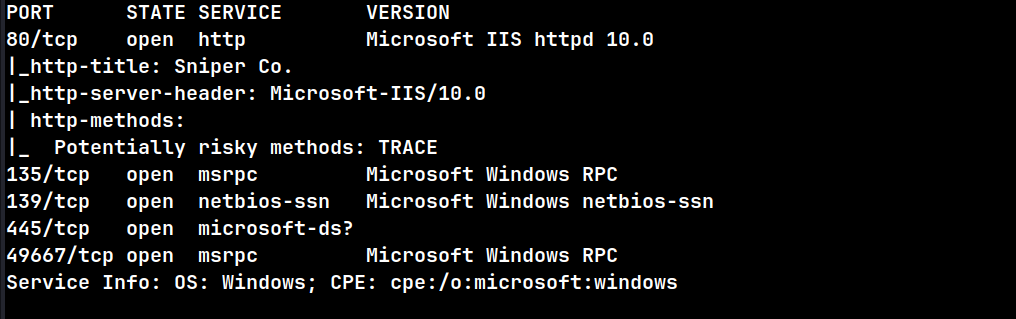 PORT      STATE SERVICE       VERSION
80/tcp    open  http          Microsoft IIS httpd 10.0
|_http-title: Sniper Co.
|_http-server-header: Microsoft-IIS/10.0
| http-methods:
|_  Potentially risky methods: TRACE
135/tcp   open  msrpc         Microsoft Windows RPC
139/tcp   open  netbios-ssn   Microsoft Windows netbios-ssn
445/tcp   open  microsoft-ds?
49667/tcp open  msrpc         Microsoft Windows RPC
Service Info: OS: Windows; CPE: cpe:/o:microsoft:windows